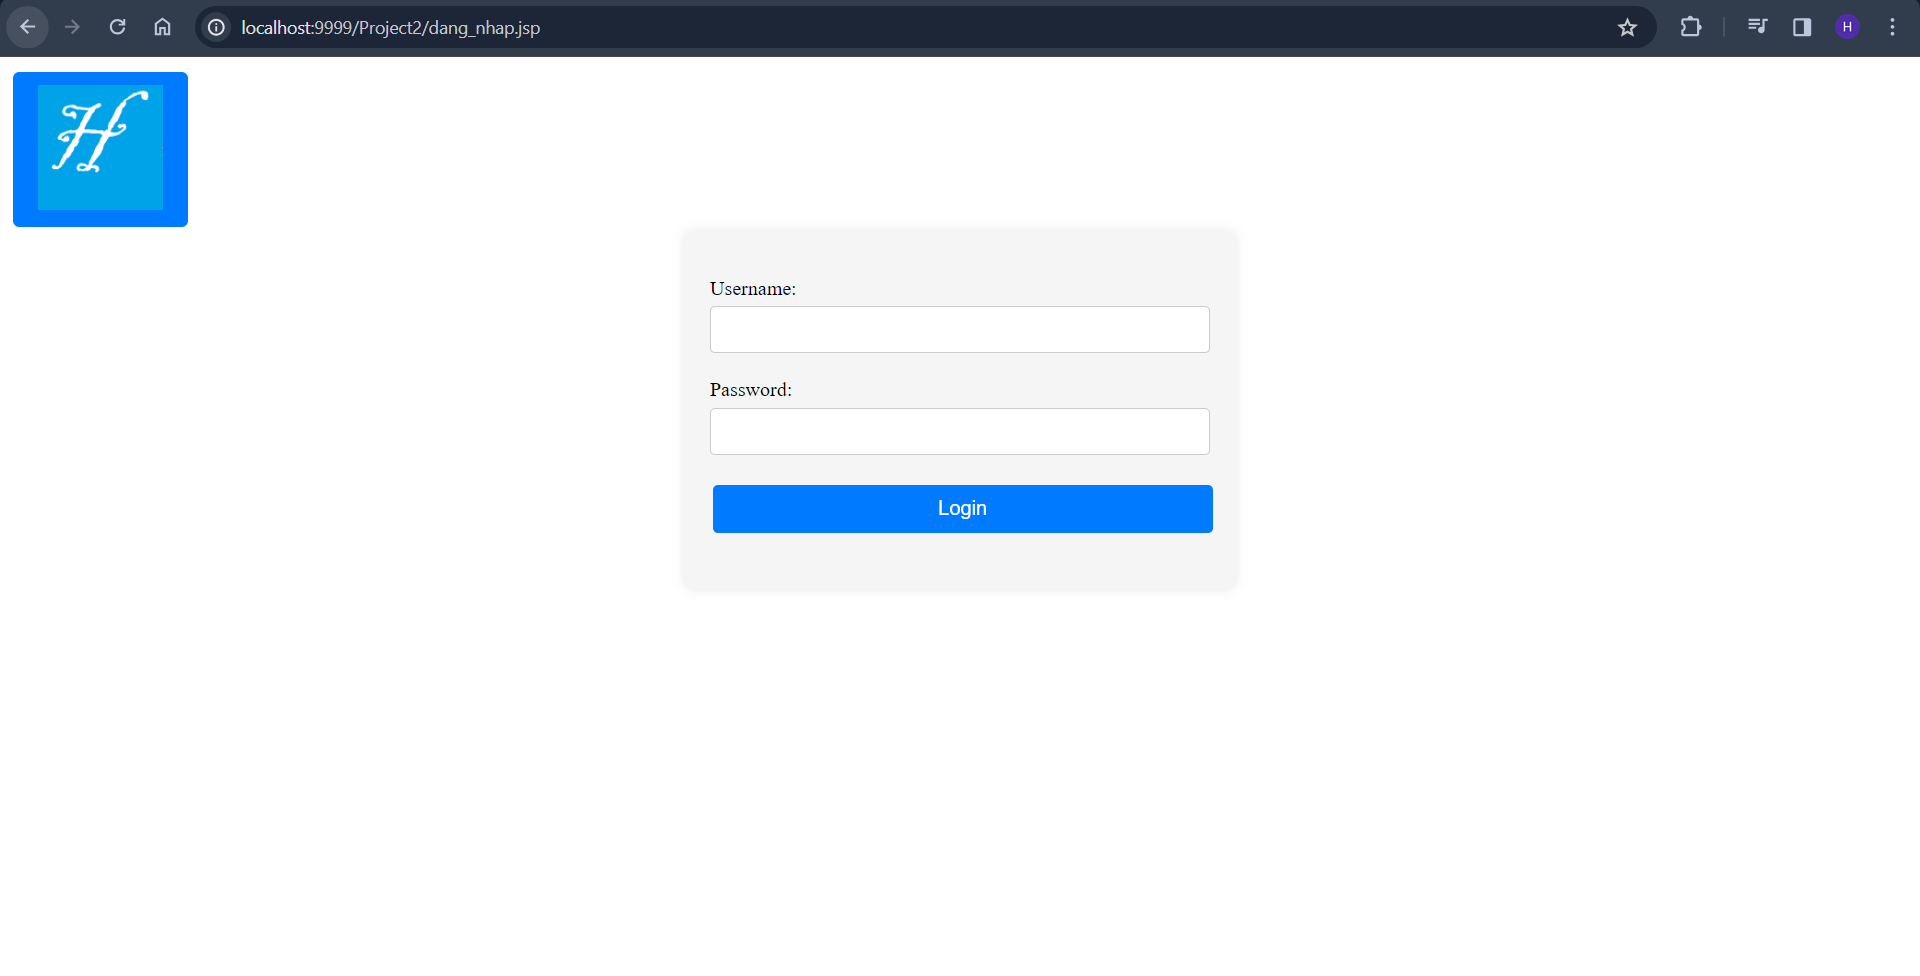 localhost:9999/Project2/dang_nhap.jsp
H
H
Username:
Password:
Login